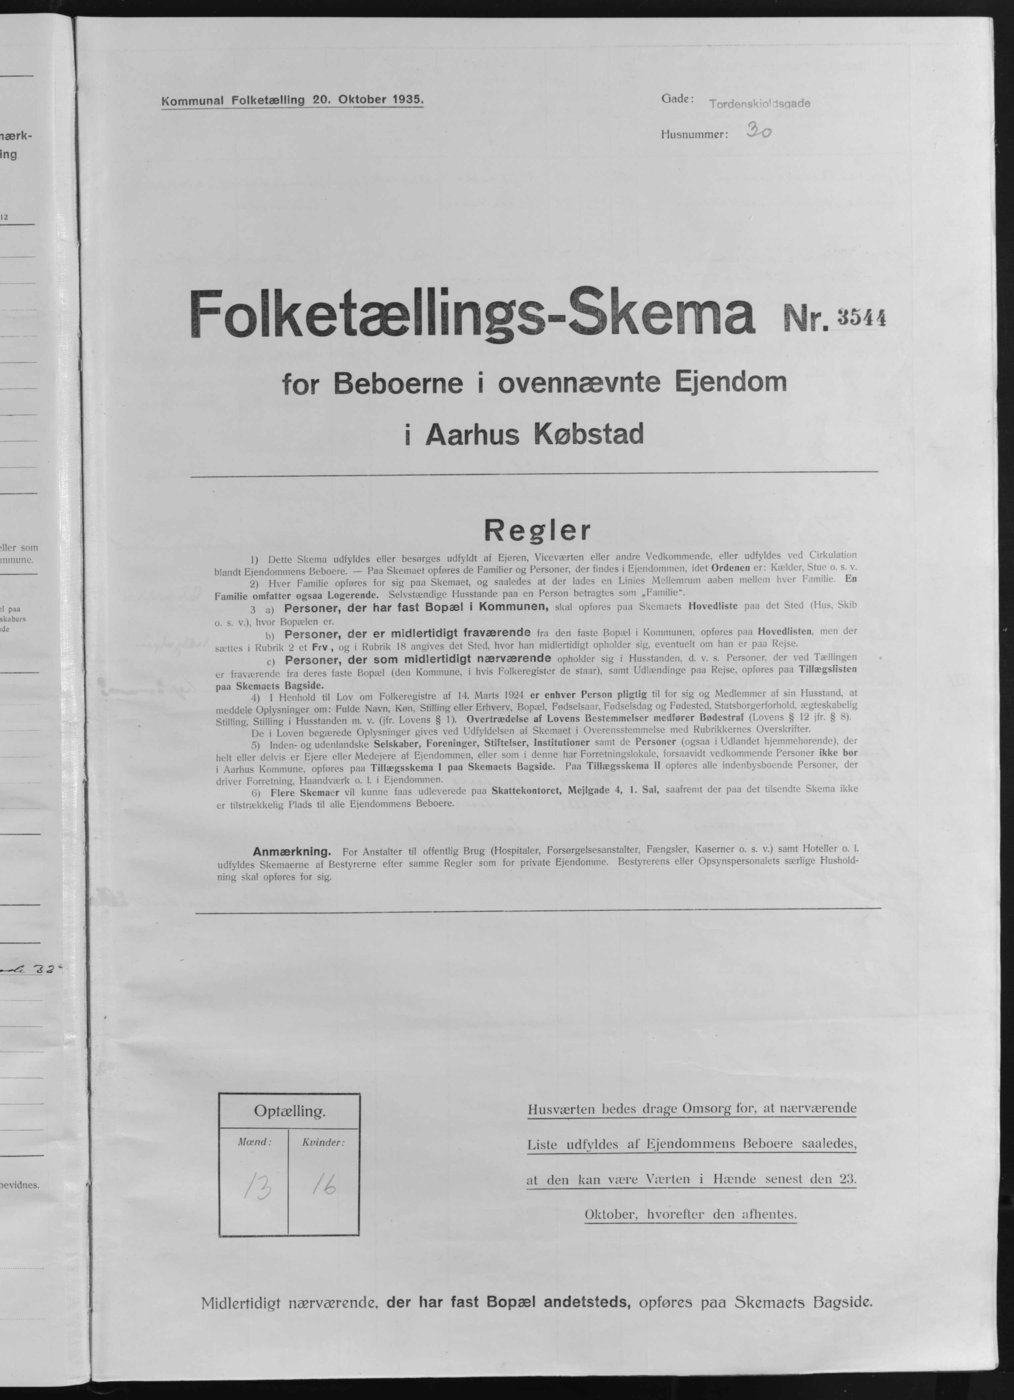 Kommunal Folketælling 20. Oktober 1935.
Gade: Tordenskioldsgade
Husnummer: 30
Folketællings-Skema Nr. 3544
for Beboerne i ovennævnte Ejendom
i Aarhus Købstad
Regler
1) Dette Skema udfyldes eller besørges udfyldt af Ejeren, Viceværten eller andre Vedkommende, eller udfyldes ved Cirkulation
blandt Ejendommens Beboere. — Paa Skemaet opføres de Familier og Personer, der findes i Ejendommen, idet Ordenen er: Kælder, Stue o. s. v.
2) Hver Familie opføres for sig paa Skemaet, og saaledes at der lades en Linies Mellemrum aaben mellem hver Familie. En
Familie omfatter ogsaa Logerende. Selvstændige Husstande paa en Person betragtes som „Familie“.
3 a) Personer, der har fast Bopæl i Kommunen, skal opføres paa Skemaets Hovedliste paa det Sted (Hus, Skib
o. s. v.), hvor Bopælen er.
b) Personer, der er midlertidigt fraværende fra den faste Bopæl i Kommunen, opføres paa Hovedlisten, men der
sættes i Rubrik 2 et Frv., og i Rubrik 18 angives det Sted, hvor han midlertidigt opholder sig, eventuelt om han er paa Rejse.
c) Personer, der som midlertidigt nærværende opholder sig i Husstanden, d. v. s. Personer, der ved Tællingen
er fraværende fra deres faste Bopæl (den Kommune, i hvis Folkeregister de staar), samt Udlændinge paa Rejse, opføres paa Tillægslisten
paa Skemaets Bagside.
4) I Henhold til Lov om Folkeregistre af 14. Marts 1924 er enhver Person pligtig til for sig og Medlemmer af sin Husstand, at
meddele Oplysninger om: Fulde Navn, Køn, Stilling eller Erhverv, Bopæl, Fødselsaar, Fødselsdag og Fødested, Statsborgerforhold, ægteskabelig
Stilling, Stilling i Husstanden m. v. (jfr. Lovens § 1). Overtrædelse af Lovens Bestemmelser medfører Bødestraf (Lovens § 12 jfr. § 8).
De i Loven begærede Oplysninger gives ved Udfyldelsen af Skemaet i Overensstemmelse med Rubrikkernes Overskrifter.
5) Inden- og udenlandske Selskaber, Foreninger, Stiftelser, Institutioner samt de Personer (ogsaa i Udlandet hjemmehørende), der
helt eller delvis er Ejere eller Medejere af Ejendommen, eller som i denne har Forretningslokale, forsaavidt vedkommende Personer ikke bor
i Aarhus Kommune, opføres paa Tillægsskema I paa Skemaets Bagside. Paa Tillægsskema II opføres alle indenbysboende Personer, der
driver Forretning, Haandværk o. l. i Ejendommen.
6) Flere Skemaer vil kunne faas udleverede paa Skattekontoret, Mejlgade 4, 1. Sal, saafremt der paa det tilsendte Skema ikke
er tilstrækkelig Plads til alle Ejendommens Beboere.
Anmærkning. For Anstalter til offentlig Brug (Hospitaler, Forsørgelsesanstalter, Fængsler, Kaserner o. s. v.) samt Hoteller o. l.
udfyldes Skemaerne af Bestyrerne efter samme Regler som for private Ejendomme. Bestyrerens eller Opsynspersonalets særlige Hushold-
ning skal opføres for sig.
Optælling.
Mænd: Kvinder:
13 16
Husværten bedes drage Omsorg for, at nærværende
Liste udfyldes af Ejendommens Beboere saaledes,
at den kan være Værten i Hænde senest den 23.
Oktober, hvorefter den afhentes.
Midlertidigt nærværende, der har fast Bopæl andetsteds, opføres paa Skemaets Bagside.